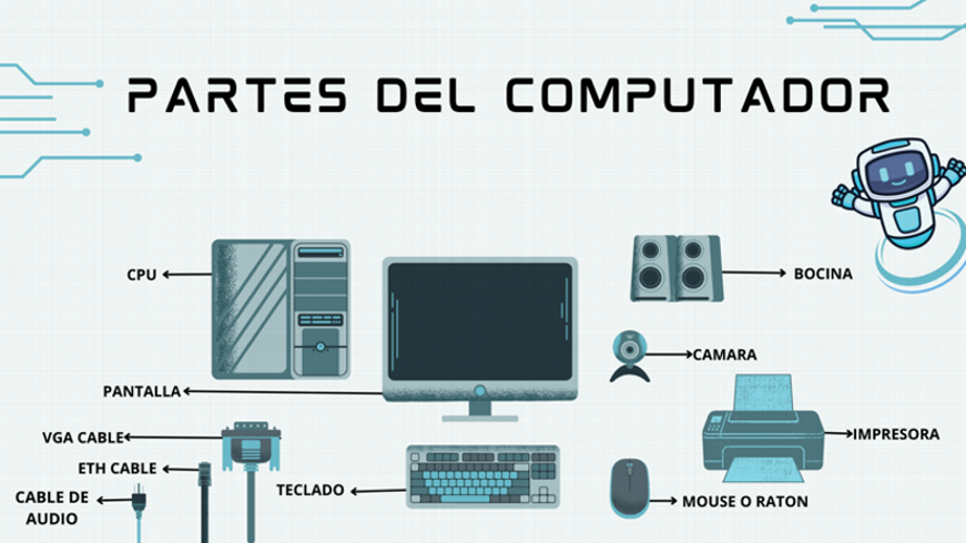 PARTES DEL COMPUTADOR
CPU
BOCINA
CAMARA
PANTALLA
VGA CABLE
IMPRESORA
ETH CABLE
TECLADO
CABLE DE
AUDIO
MOUSE O RATON